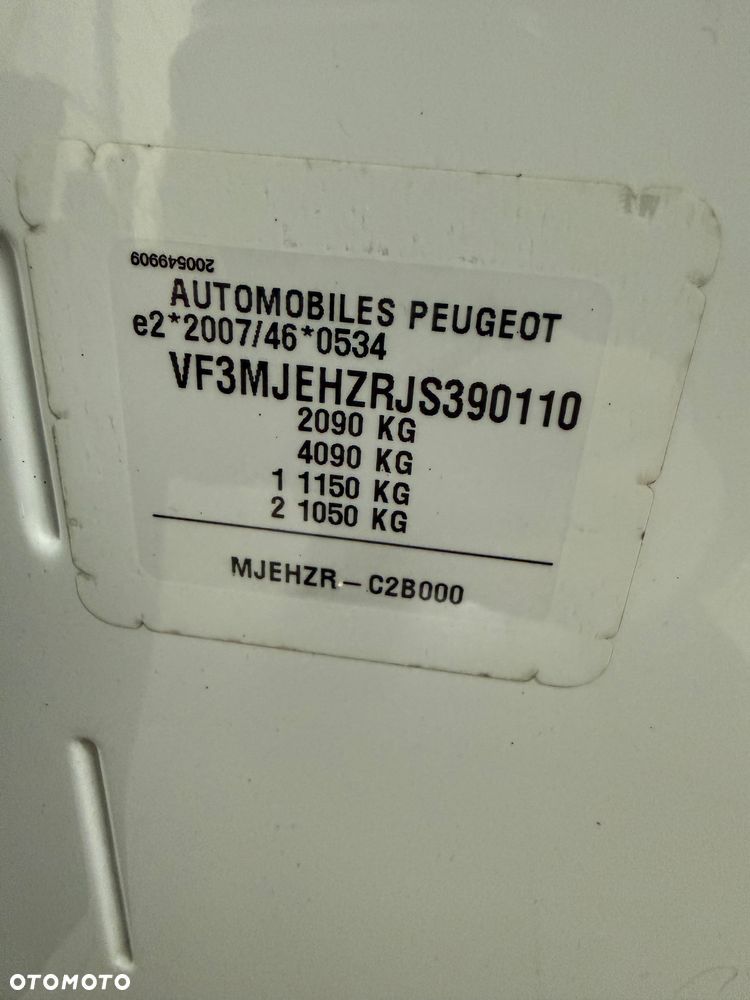 200549909
AUTOMOBILES PEUGEOT
e2*2007/46*0534
VF3MJEHZRJS390110
2090 KG
4090 KG
1 1150 KG
2 1050 KG
MJEHZR - C2B000
OTOMOTO